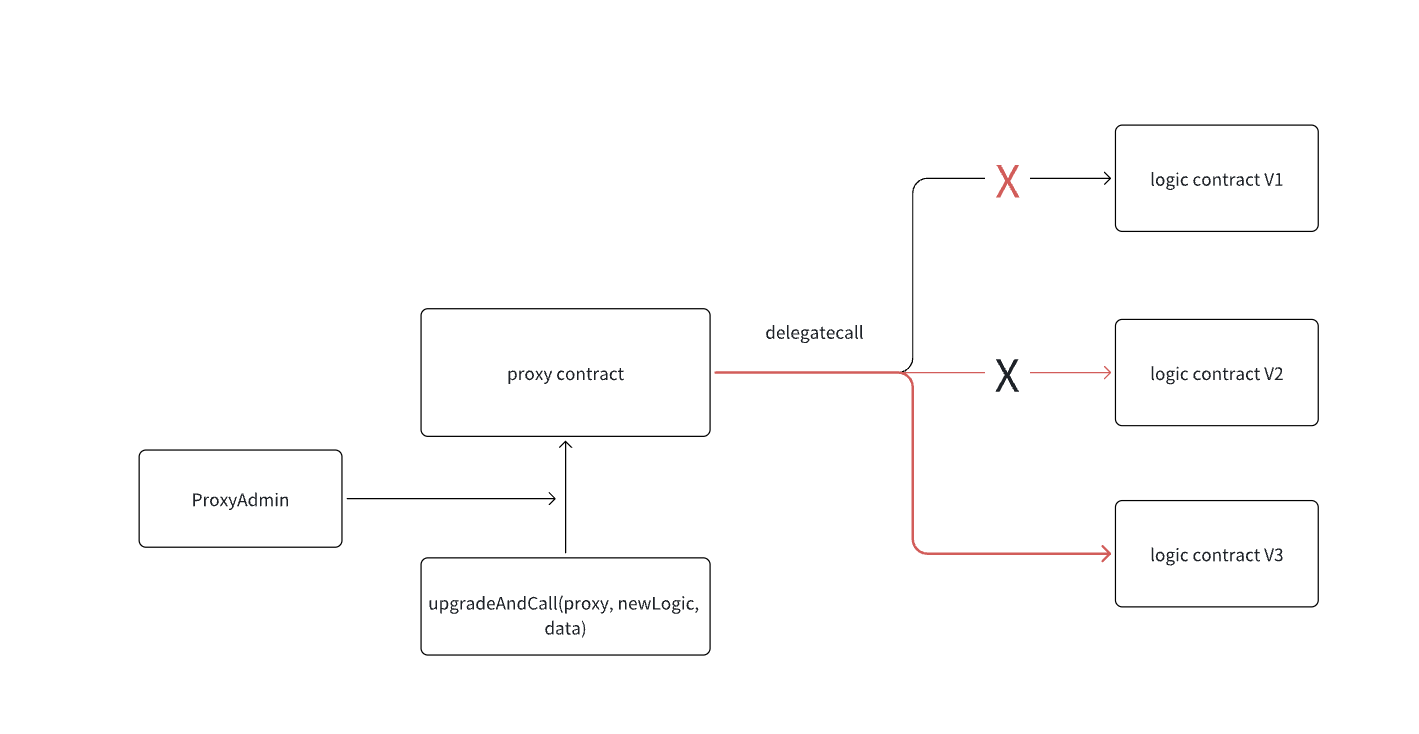 X
logic contract V1
delegatecall
proxy contract
X
logic contract V2
ProxyAdmin
logic contract V3
upgradeAndCall(proxy, newLogic,
data)